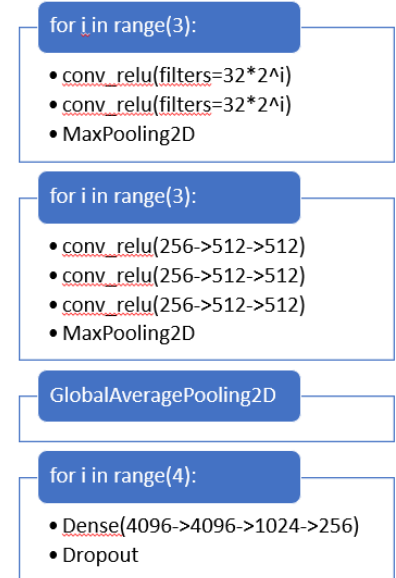 for i in range(3):
• conv_relu(filters=32*2^i)
• conv_relu(filters=32*2^i)
• MaxPooling2D
for i in range(3):
• conv_relu(256->512->512)
• conv_relu(256->512->512)
• conv_relu(256->512->512)
• MaxPooling2D
GlobalAveragePooling2D
for i in range(4):
• Dense(4096->4096->1024->256)
• Dropout